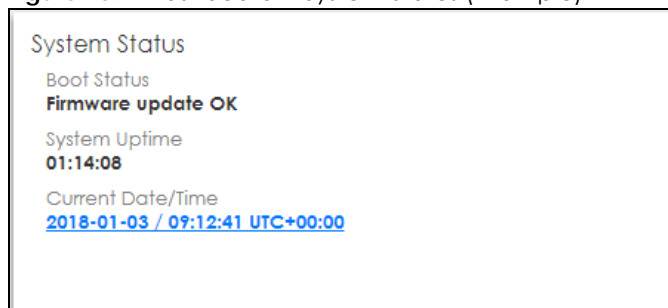 System Status
Boot Status
Firmware update OK
System Uptime
01:14:08
Current Date/Time
2018-01-03 / 09:12:41 UTC+00:00